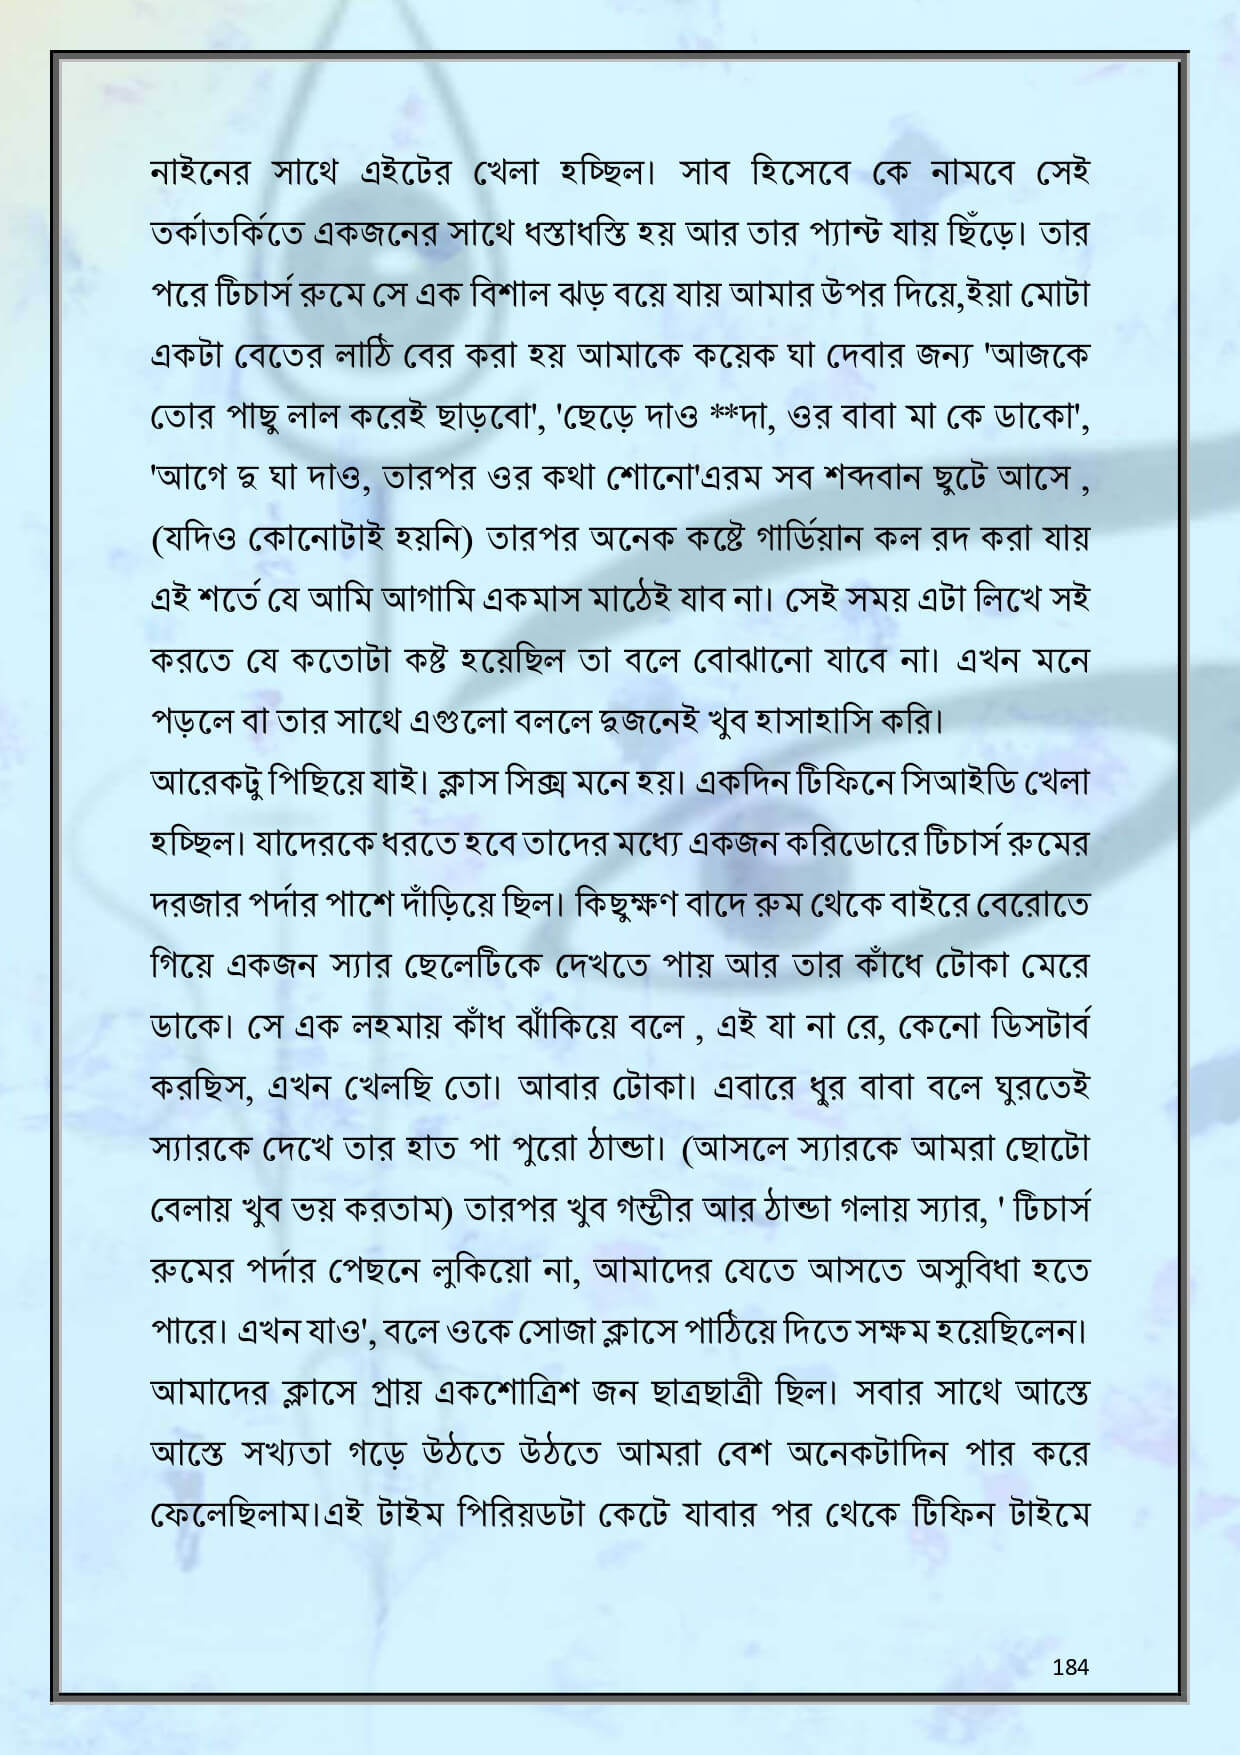 নাইনের সাথে এইটের খেলা হচ্ছিল। সাব হিসেবে কে নামবে সেই
তর্কাতর্কিতে একজনের সাথে ধস্তাধস্তি হয় আর তার প্যান্ট যায় ছিঁড়ে। তার
পরে টিচার্স রুমে সে এক বিশাল ঝড় বয়ে যায় আমার উপর দিয়ে,ইয়া মোটা
একটা বেতের লাঠি বের করা হয় আমাকে কয়েক ঘা দেবার জন্য 'আজকে
তোর পাছু লাল করেই ছাড়বো', 'ছেড়ে দাও **দা, ওর বাবা মা কে ডাকো',
'আগে দু ঘা দাও, তারপর ওর কথা শোনো'এরম সব শব্দবান ছুটে আসে ,
(যদিও কোনোটাই হয়নি) তারপর অনেক কষ্টে গার্ডিয়ান কল রদ করা যায়
এই শর্তে যে আমি আগামি একমাস মাঠেই যাব না। সেই সময় এটা লিখে সই
করতে যে কতোটা কষ্ট হয়েছিল তা বলে বোঝানো যাবে না। এখন মনে
পড়লে বা তার সাথে এগুলো বললে দুজনেই খুব হাসাহাসি করি।
আরেকটু পিছিয়ে যাই। ক্লাস সিক্স মনে হয়। একদিন টিফিনে সিআইডি খেলা
হচ্ছিল। যাদেরকে ধরতে হবে তাদের মধ্যে একজন করিডোরে টিচার্স রুমের
দরজার পর্দার পাশে দাঁড়িয়ে ছিল। কিছুক্ষণ বাদে রুম থেকে বাইরে বেরোতে
গিয়ে একজন স্যার ছেলেটিকে দেখতে পায় আর তার কাঁধে টোকা মেরে
ডাকে। সে এক লহমায় কাঁধ ঝাঁকিয়ে বলে , এই যা না রে, কেনো ডিসটার্ব
করছিস, এখন খেলছি তো। আবার টোকা। এবারে ধুর বাবা বলে ঘুরতেই
স্যারকে দেখে তার হাত পা পুরো ঠান্ডা। (আসলে স্যারকে আমরা ছোটো
বেলায় খুব ভয় করতাম) তারপর খুব গম্ভীর আর ঠান্ডা গলায় স্যার, ' টিচার্স
রুমের পর্দার পেছনে লুকিয়ো না, আমাদের যেতে আসতে অসুবিধা হতে
পারে। এখন যাও', বলে ওকে সোজা ক্লাসে পাঠিয়ে দিতে সক্ষম হয়েছিলেন।
আমাদের ক্লাসে প্রায় একশোত্রিশ জন ছাত্রছাত্রী ছিল। সবার সাথে আস্তে
আস্তে সখ্যতা গড়ে উঠতে উঠতে আমরা বেশ অনেকটাদিন পার করে
ফেলেছিলাম।এই টাইম পিরিয়ডটা কেটে যাবার পর থেকে টিফিন টাইমে
184